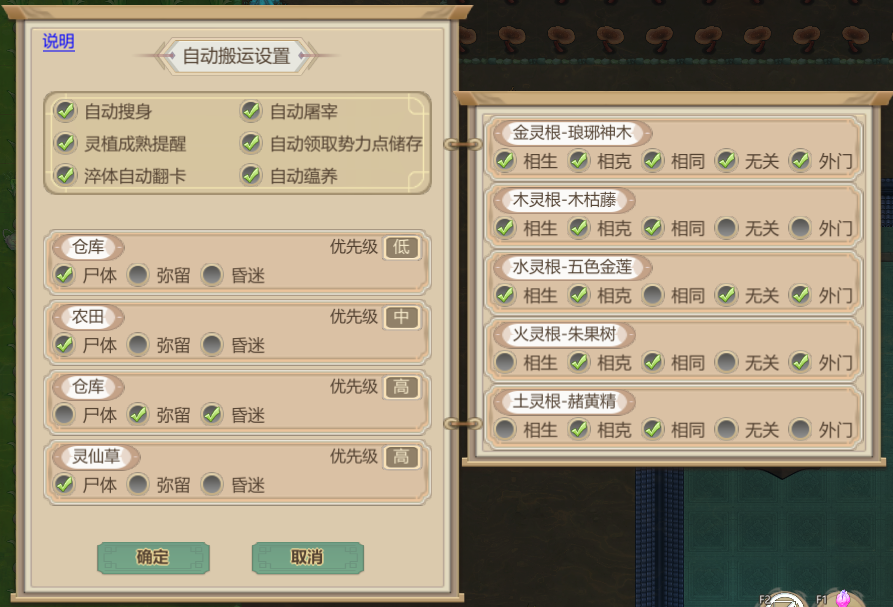 说明
自动搬运设置
自动搜身 自动屠宰
灵植成熟提醒 自动领取势力点储存
淬体自动翻卡 自动蕴养
仓库 优先级 低
尸体 弥留 昏迷
农田 优先级 中
尸体 弥留 昏迷
仓库 优先级 高
尸体 弥留 昏迷
灵仙草 优先级 高
尸体 弥留 昏迷
确定 取消
金灵根-琅琊神木
相生 相克 相同 无关 外门
木灵根-木枯藤
相生 相克 相同 无关 外门
水灵根-五色金莲
相生 相克 相同 无关 外门
火灵根-朱果树
相生 相克 相同 无关 外门
土灵根-赭黄精
相生 相克 相同 无关 外门
F2 F1